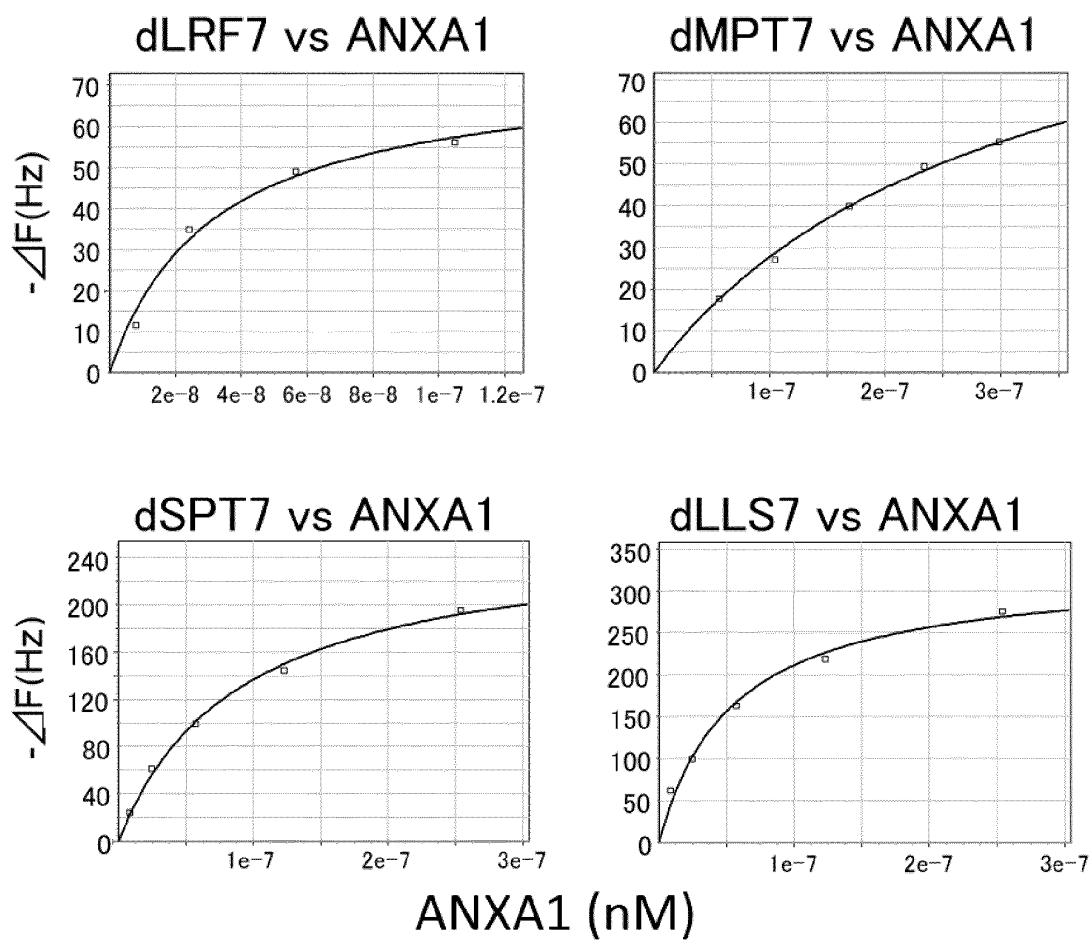 dLRF7 vs ANXA1
70
60
50
40
30
20
10
0
2e-8 4e-8 6e-8 8e-8 1e-7 1.2e-7
-ΔF(Hz)
dMPT7 vs ANXA1
70
60
50
40
30
20
10
0
1e-7 2e-7 3e-7
dSPT7 vs ANXA1
240
200
160
120
80
40
0
1e-7 2e-7 3e-7
-ΔF(Hz)
dLLS7 vs ANXA1
350
300
250
200
150
100
50
0
1e-7 2e-7 3e-7
ANXA1 (nM)